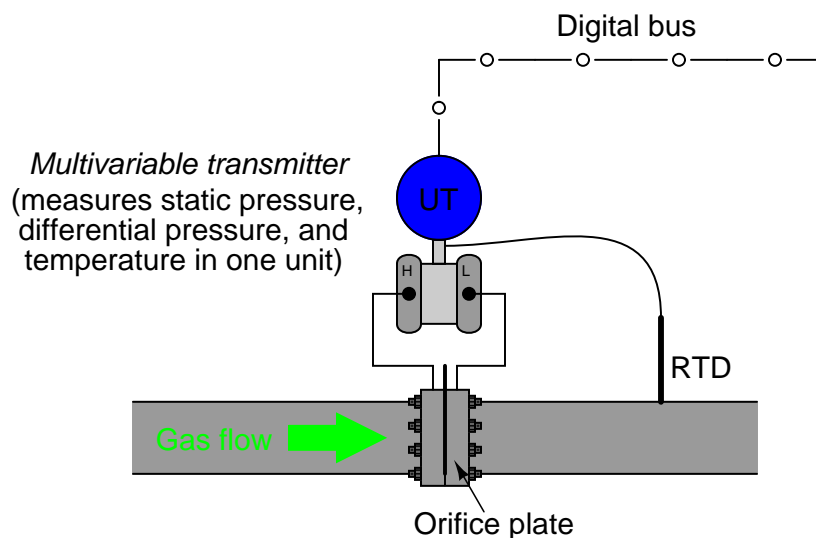 Digital bus
Multivariable transmitter
(measures static pressure,
differential pressure, and
temperature in one unit)
UT
H
L
RTD
Gas flow
Orifice plate